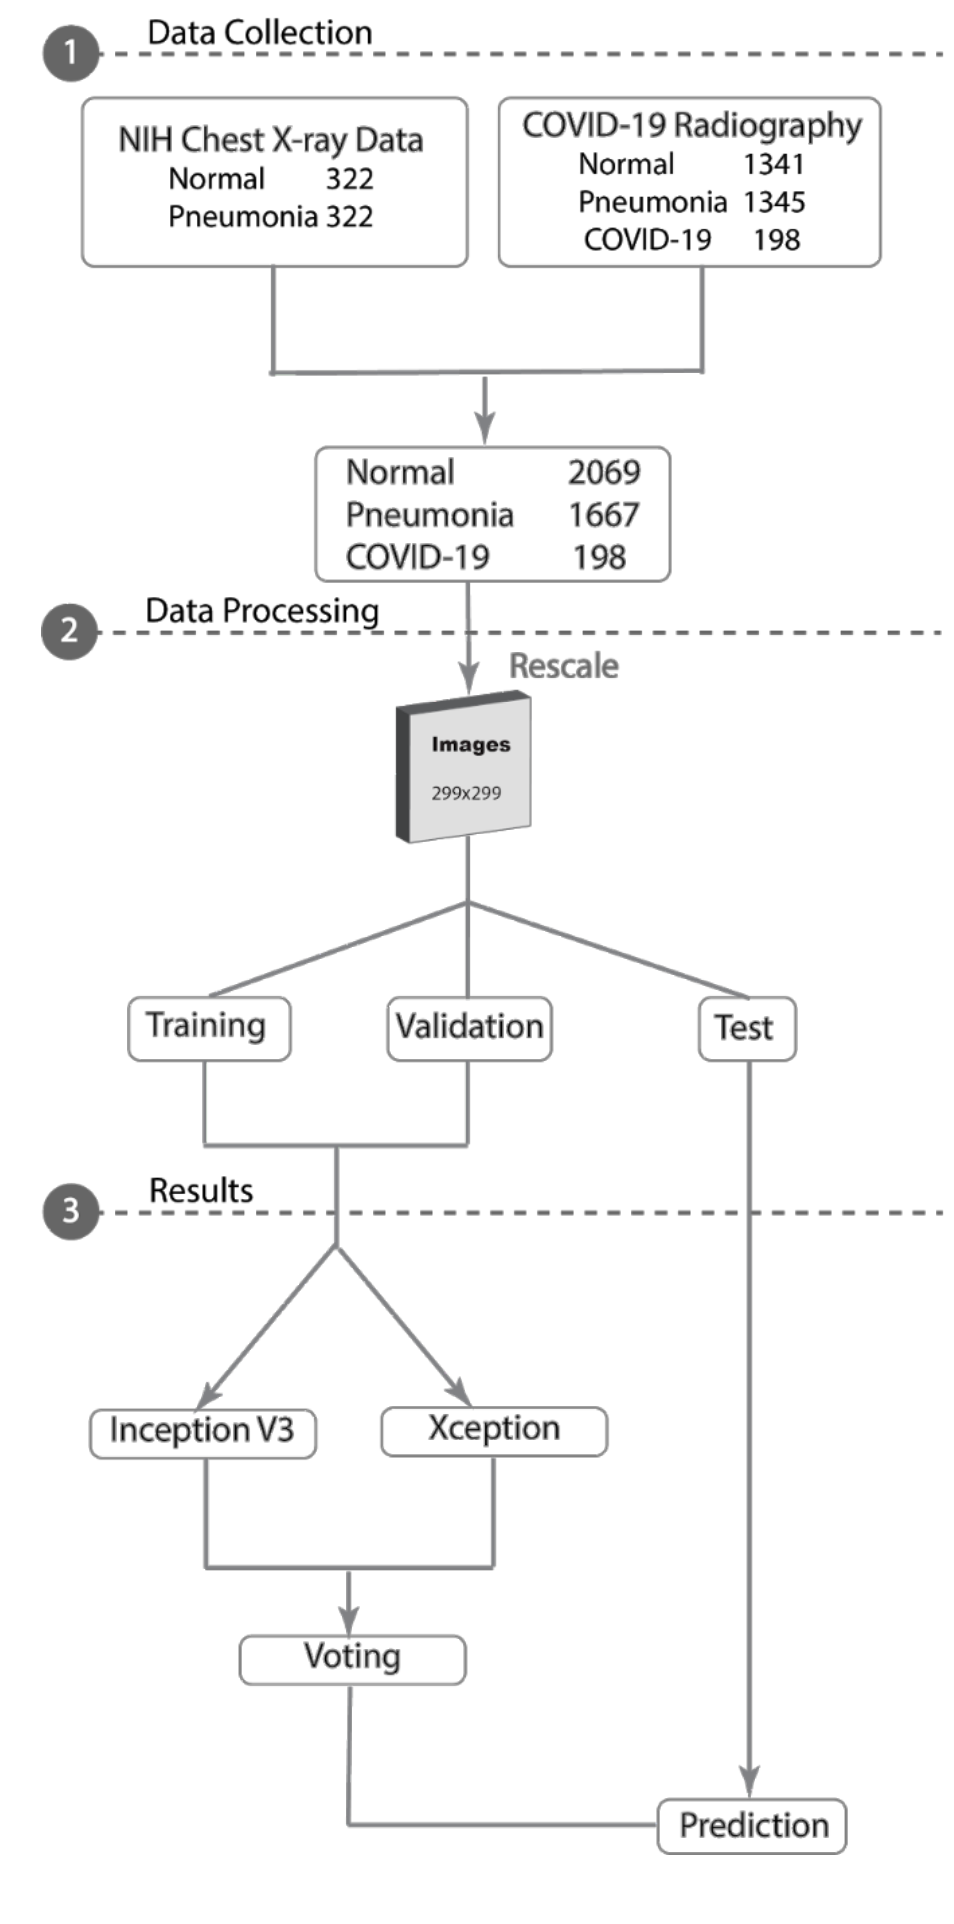 1
Data Collection
NIH Chest X-ray Data
Normal 322
Pneumonia 322
COVID-19 Radiography
Normal 1341
Pneumonia 1345
COVID-19 198
Normal 2069
Pneumonia 1667
COVID-19 198
2
Data Processing
Rescale
Images
299x299
Training
Validation
Test
3
Results
Inception V3
Xception
Voting
Prediction